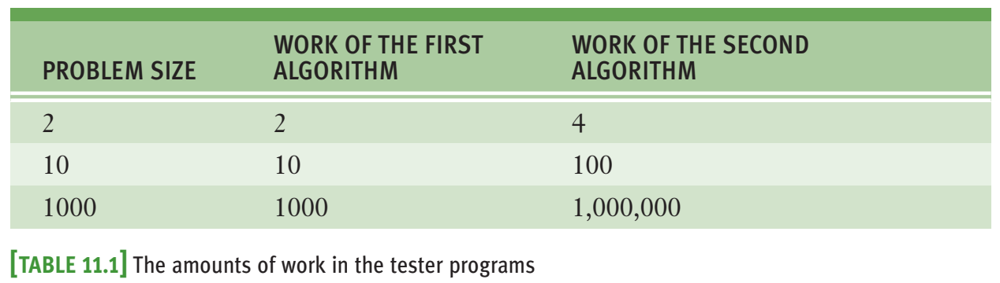 PROBLEM SIZE WORK OF THE FIRST ALGORITHM WORK OF THE SECOND ALGORITHM
2 2 4
10 10 100
1000 1000 1,000,000
[TABLE 11.1] The amounts of work in the tester programs